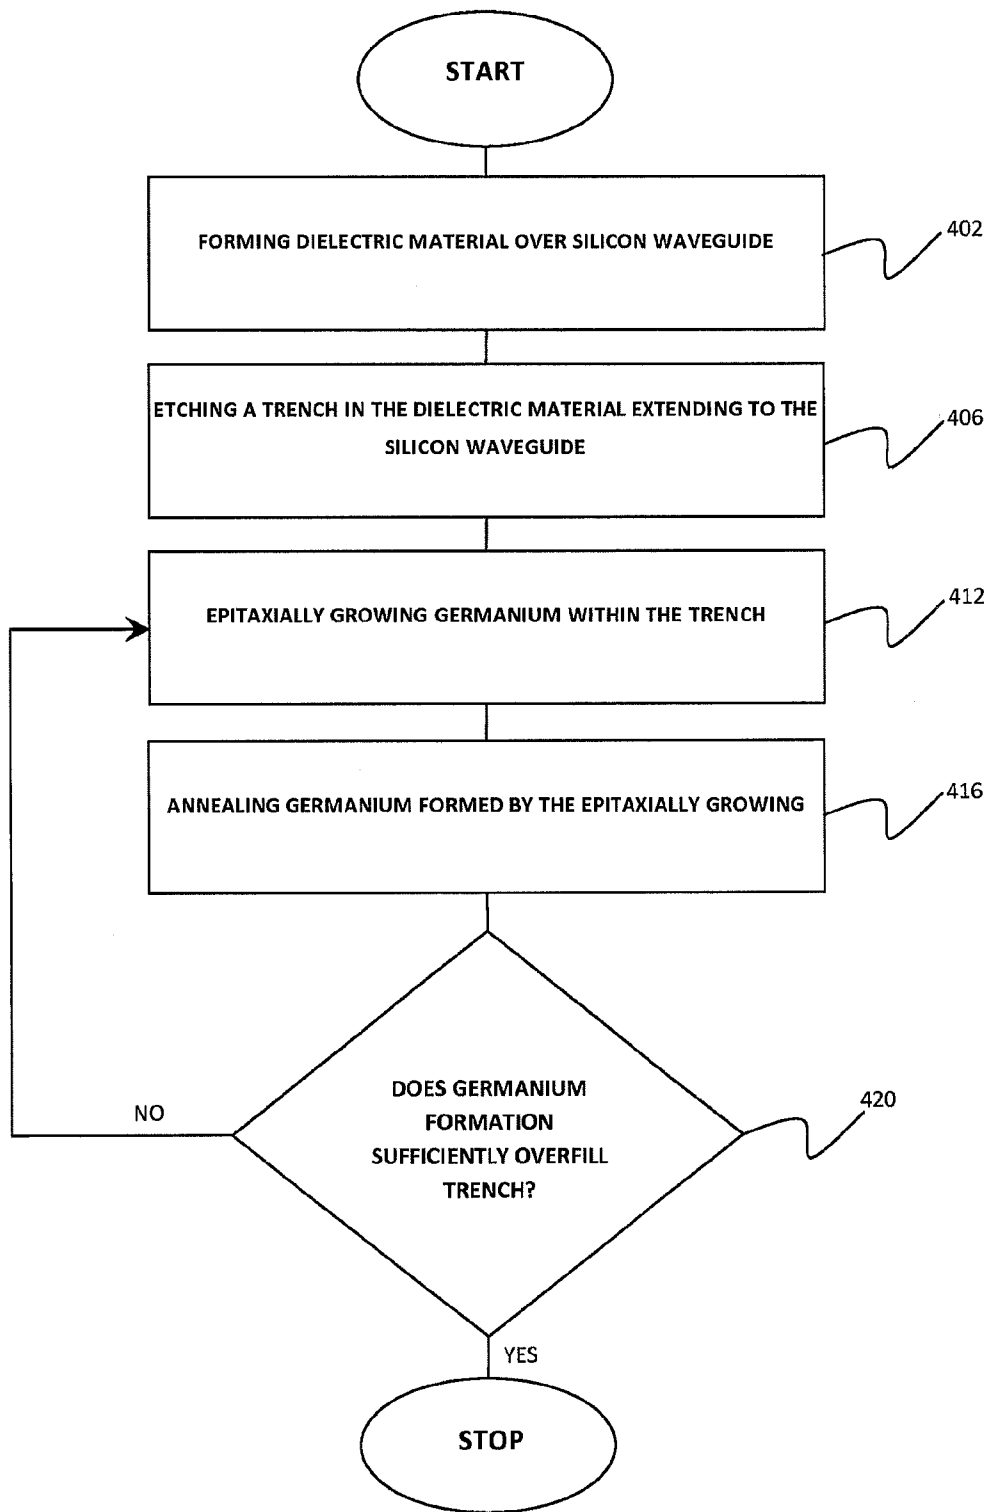 START
FORMING DIELECTRIC MATERIAL OVER SILICON WAVEGUIDE
402
ETCHING A TRENCH IN THE DIELECTRIC MATERIAL EXTENDING TO THE
SILICON WAVEGUIDE
406
EPITAXIALLY GROWING GERMANIUM WITHIN THE TRENCH
412
ANNEALING GERMANIUM FORMED BY THE EPITAXIALLY GROWING
416
DOES GERMANIUM
FORMATION
SUFFICIENTLY OVERFILL
TRENCH?
420
NO
YES
STOP